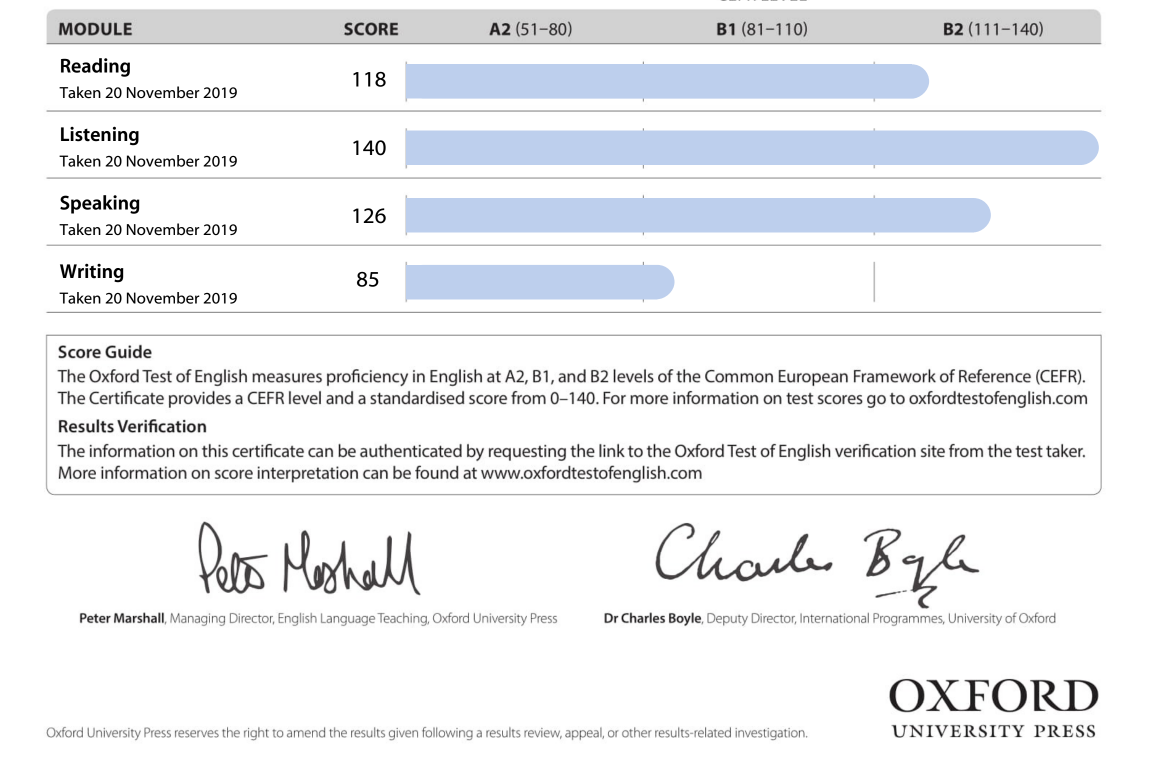 MODULE SCORE A2 (51–80) B1 (81–110) B2 (111–140)
Reading
118
Taken 20 November 2019
Listening
140
Taken 20 November 2019
Speaking
126
Taken 20 November 2019
Writing
85
Taken 20 November 2019
Score Guide
The Oxford Test of English measures proficiency in English at A2, B1, and B2 levels of the Common European Framework of Reference (CEFR).
The Certificate provides a CEFR level and a standardised score from 0–140. For more information on test scores go to oxfordtestofenglish.com
Results Verification
The information on this certificate can be authenticated by requesting the link to the Oxford Test of English verification site from the test taker.
More information on score interpretation can be found at www.oxfordtestofenglish.com
Peter Marshall Charles Boyle
Peter Marshall, Managing Director, English Language Teaching, Oxford University Press Dr Charles Boyle, Deputy Director, International Programmes, University of Oxford
OXFORD
UNIVERSITY PRESS
Oxford University Press reserves the right to amend the results given following a results review, appeal, or other results-related investigation.